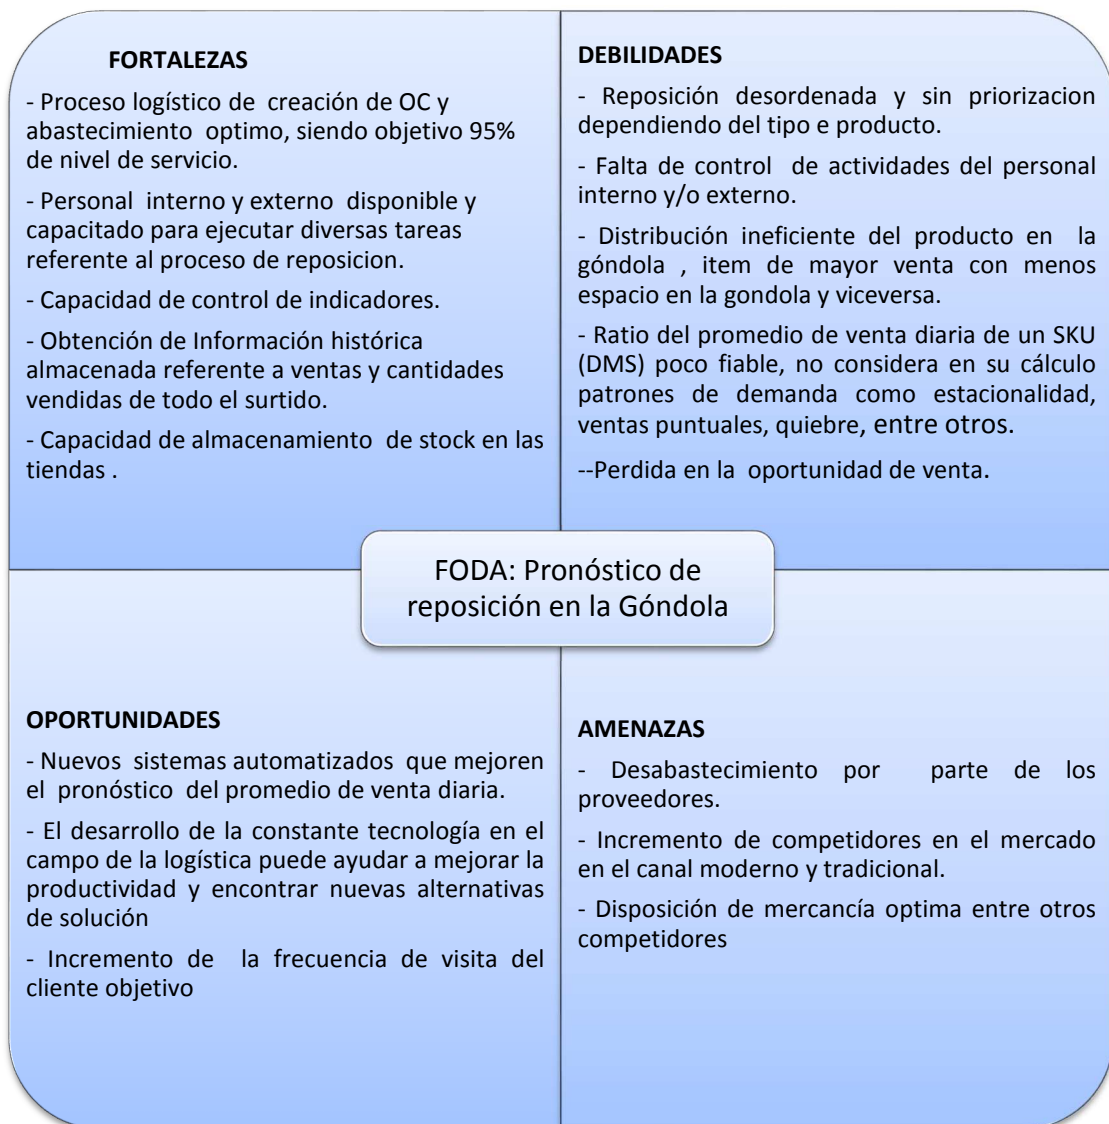 FORTALEZAS
- Proceso logístico de creación de OC y
abastecimiento optimo, siendo objetivo 95%
de nivel de servicio.
- Personal interno y externo disponible y
capacitado para ejecutar diversas tareas
referente al proceso de reposicion.
- Capacidad de control de indicadores.
- Obtención de Información histórica
almacenada referente a ventas y cantidades
vendidas de todo el surtido.
- Capacidad de almacenamiento de stock en las
tiendas .
DEBILIDADES
- Reposición desordenada y sin priorizacion
dependiendo del tipo e producto.
- Falta de control de actividades del personal
interno y/o externo.
- Distribución ineficiente del producto en la
góndola , item de mayor venta con menos
espacio en la gondola y viceversa.
- Ratio del promedio de venta diaria de un SKU
(DMS) poco fiable, no considera en su cálculo
patrones de demanda como estacionalidad,
ventas puntuales, quiebre, entre otros.
--Perdida en la oportunidad de venta.
FODA: Pronóstico de
reposición en la Góndola
OPORTUNIDADES
- Nuevos sistemas automatizados que mejoren
el pronóstico del promedio de venta diaria.
- El desarrollo de la constante tecnología en el
campo de la logística puede ayudar a mejorar la
productividad y encontrar nuevas alternativas
de solución
- Incremento de la frecuencia de visita del
cliente objetivo
AMENAZAS
- Desabastecimiento por parte de los
proveedores.
- Incremento de competidores en el mercado
en el canal moderno y tradicional.
- Disposición de mercancía optima entre otros
competidores